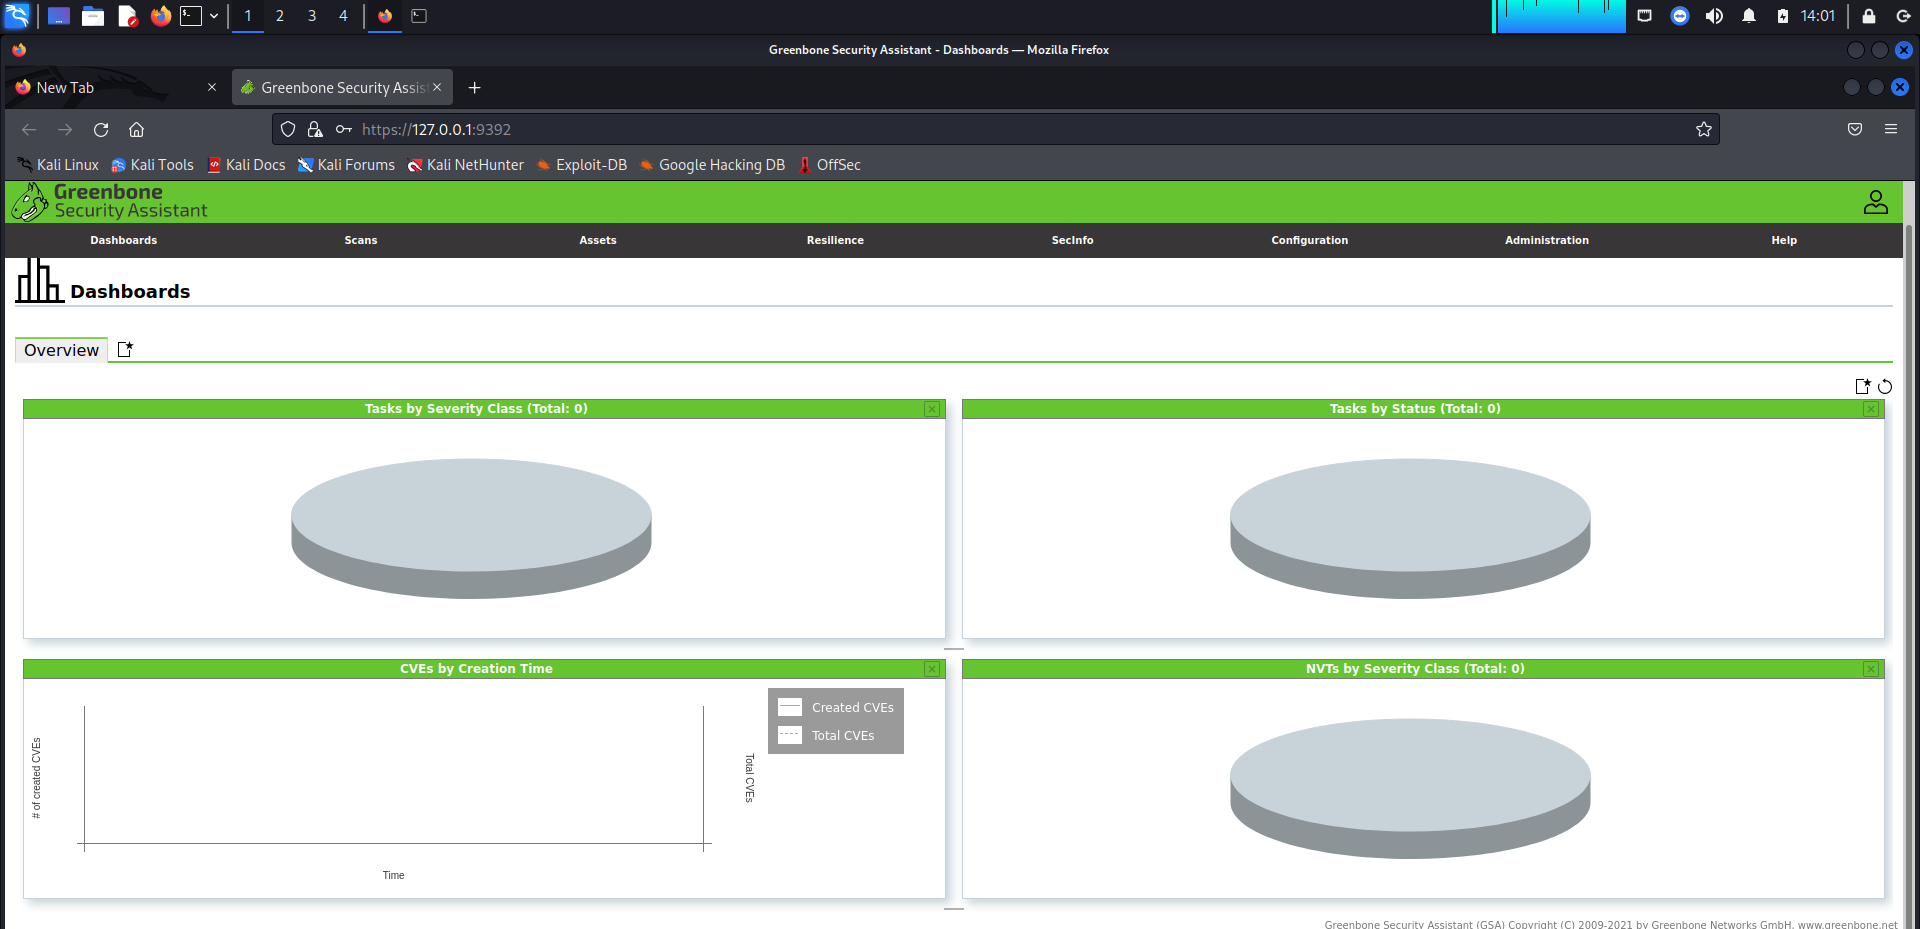 1 2 3 4 14:01
Greenbone Security Assistant - Dashboards — Mozilla Firefox
New Tab
Greenbone Security Assis
https://127.0.0.1:9392
Kali Linux Kali Tools Kali Docs Kali Forums Kali NetHunter Exploit-DB Google Hacking DB OffSec
Greenbone
Security Assistant
Dashboards Scans Assets Resilience SecInfo Configuration Administration Help
Dashboards
Overview
Tasks by Severity Class (Total: 0)
Tasks by Status (Total: 0)
CVEs by Creation Time
# of created CVEs
Time
Total CVEs
Created CVEs
Total CVEs
NVTs by Severity Class (Total: 0)
Greenbone Security Assistant (GSA) Copyright (C) 2009-2021 by Greenbone Networks GmbH, www.greenbone.net